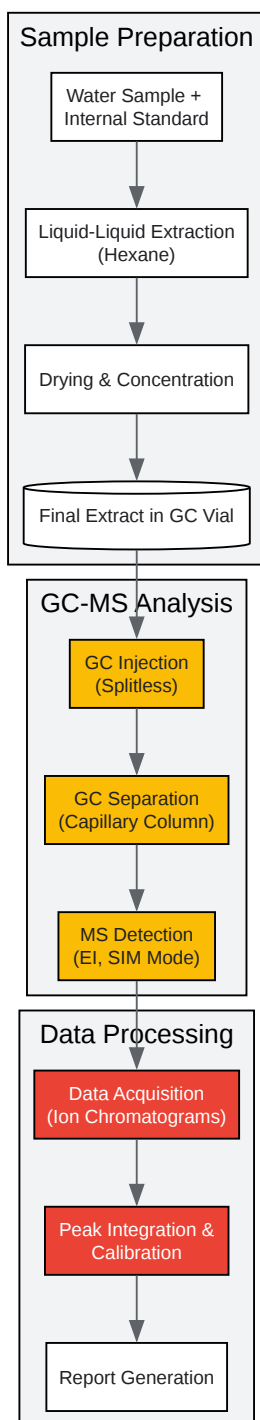 Sample Preparation
Water Sample +
Internal Standard
Liquid-Liquid Extraction
(Hexane)
Drying & Concentration
Final Extract in GC Vial
GC-MS Analysis
GC Injection
(Splitless)
GC Separation
(Capillary Column)
MS Detection
(EI, SIM Mode)
Data Processing
Data Acquisition
(Ion Chromatograms)
Peak Integration &
Calibration
Report Generation